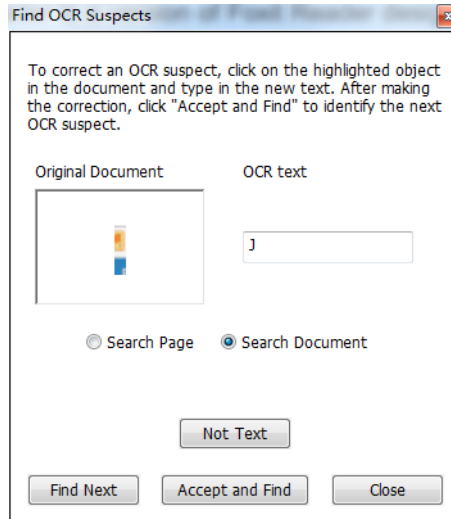 Find OCR Suspects
To correct an OCR suspect, click on the highlighted object
in the document and type in the new text. After making
the correction, click "Accept and Find" to identify the next
OCR suspect.
Original Document OCR text
J
Search Page Search Document
Not Text
Find Next Accept and Find Close